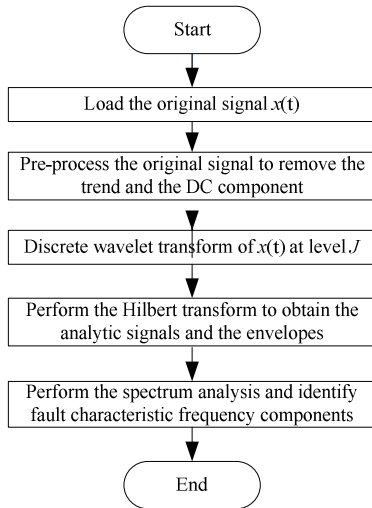 Start
Load the original signal x(t)
Pre-process the original signal to remove the
trend and the DC component
Discrete wavelet transform of x(t) at level J
Perform the Hilbert transform to obtain the
analytic signals and the envelopes
Perform the spectrum analysis and identify
fault characteristic frequency components
End